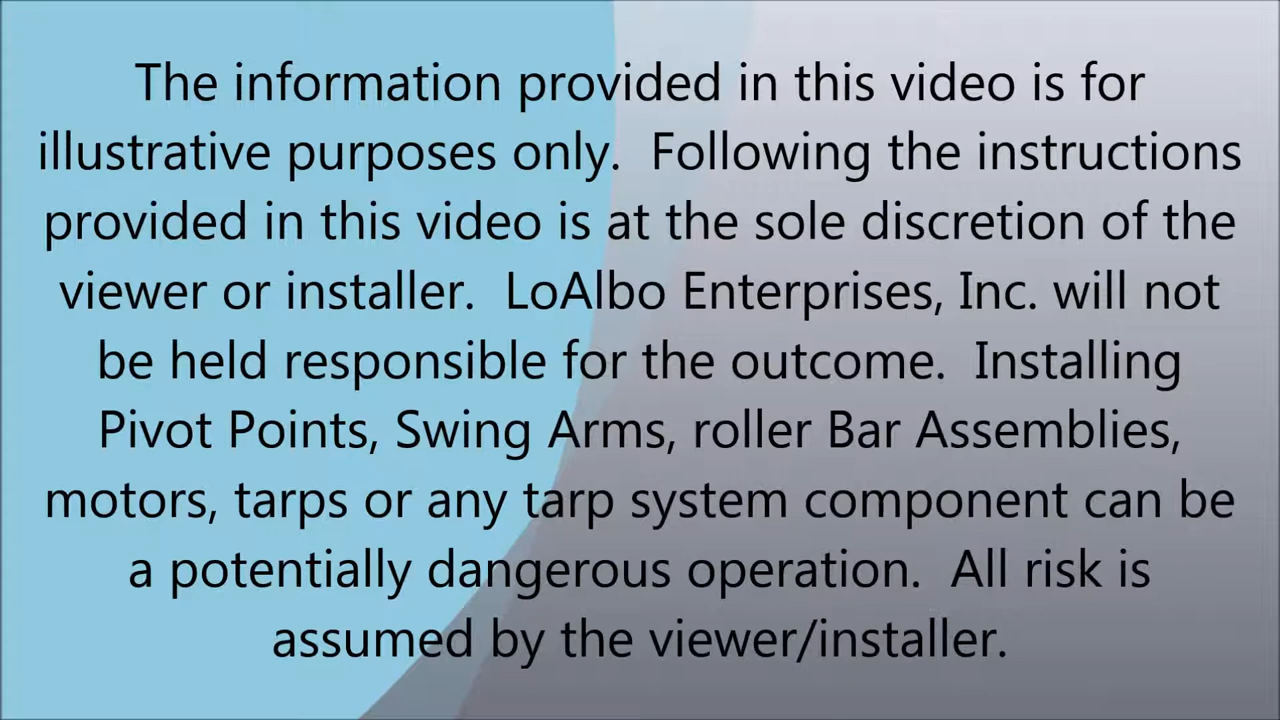 The information provided in this video is for
illustrative purposes only.  Following the instructions
provided in this video is at the sole discretion of the
viewer or installer.  LoAlbo Enterprises, Inc. will not
be held responsible for the outcome.  Installing
Pivot Points, Swing Arms, roller Bar Assemblies,
motors, tarps or any tarp system component can be
a potentially dangerous operation.  All risk is
assumed by the viewer/installer.